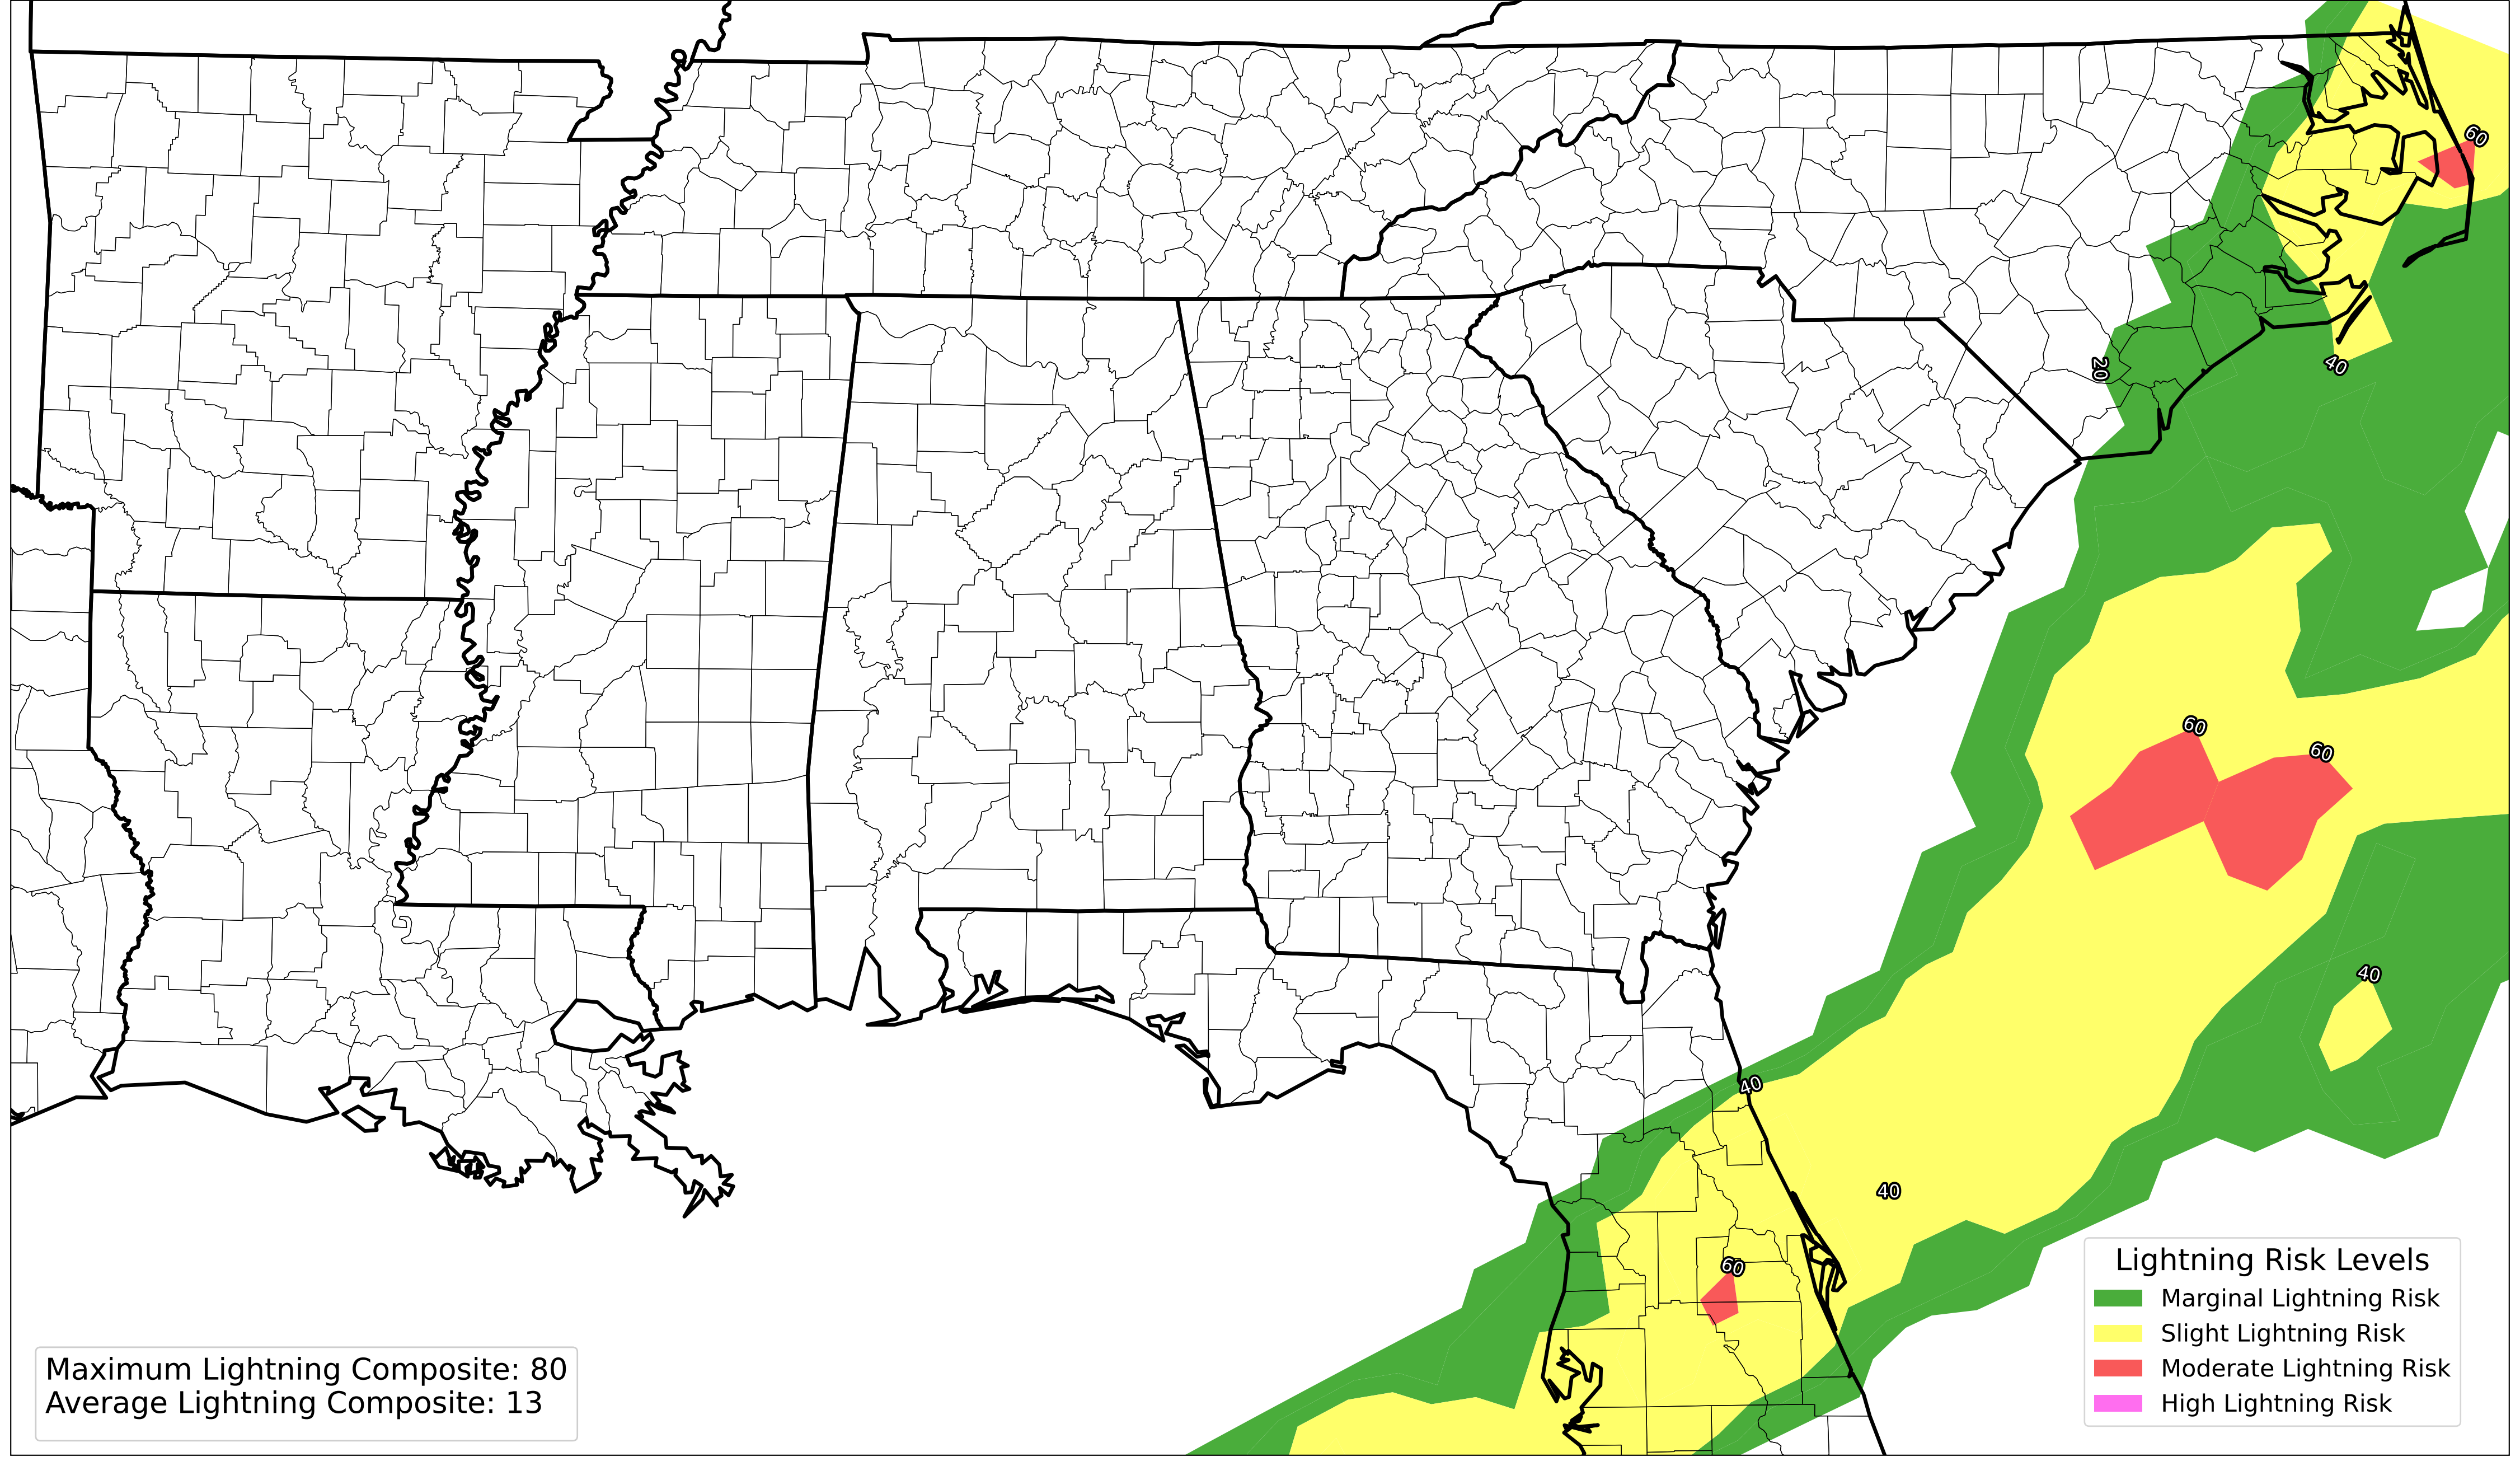 60
20
40
60
60
40
40
40
60
Lightning Risk Levels
Marginal Lightning Risk
Slight Lightning Risk
Moderate Lightning Risk
High Lightning Risk
Maximum Lightning Composite: 80
Average Lightning Composite: 13